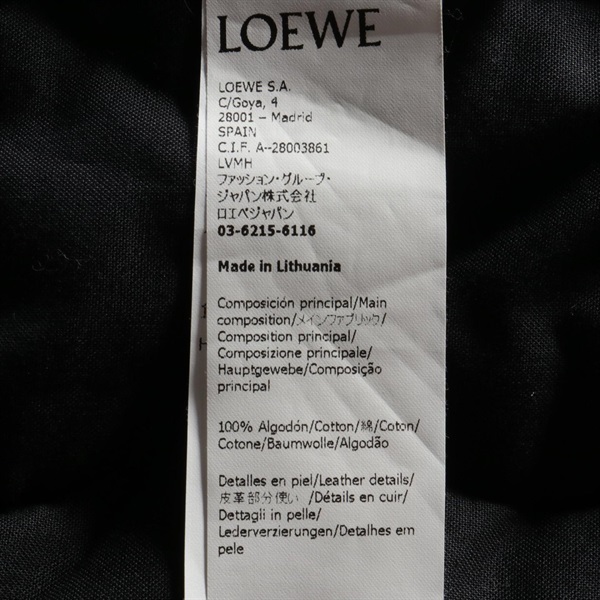 LOEWE
LOEWE S.A.
C/Goya, 4
28001 – Madrid
SPAIN
C.I.F. A--28003861
LVMH
ファッション・グループ・
ジャパン株式会社
ロエベジャパン
03-6215-6116
Made in Lithuania
Composición principal/Main
composition/メインファブリック/
Composition principal/
Composizione principale/
Hauptgewebe/Composição
principal
100% Algodón/Cotton/綿/Coton/
Cotone/Baumwolle/Algodão
Detalles en piel/Leather details/
皮革部分使い /Détails en cuir/
Dettagli in pelle/
Lederverzierungen/Detalhes em
pele